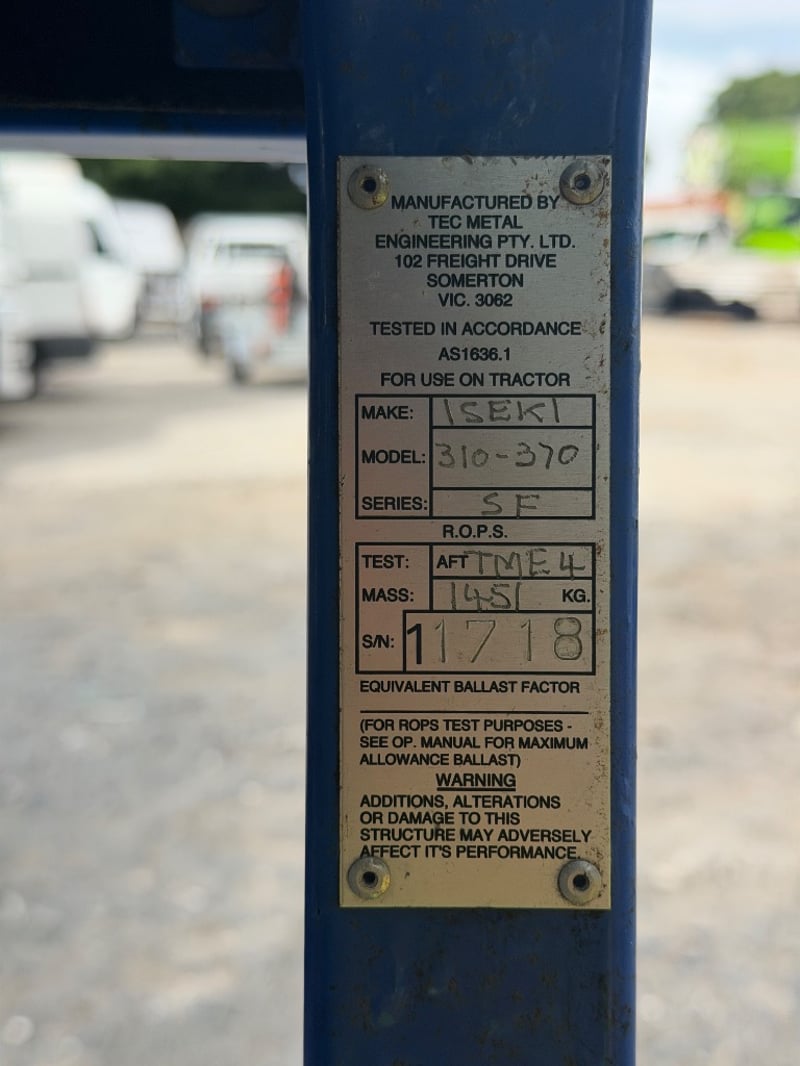 MANUFACTURED BY
TEC METAL
ENGINEERING PTY. LTD.
102 FREIGHT DRIVE
SOMERTON
VIC. 3062
TESTED IN ACCORDANCE
AS1636.1
FOR USE ON TRACTOR
MAKE: ISEKI
MODEL: 310-370
SERIES: SF
R.O.P.S.
TEST: AFT TME4
MASS: 1451 KG.
S/N: 11718
EQUIVALENT BALLAST FACTOR
(FOR ROPS TEST PURPOSES -
SEE OP. MANUAL FOR MAXIMUM
ALLOWANCE BALLAST)
WARNING
ADDITIONS, ALTERATIONS
OR DAMAGE TO THIS
STRUCTURE MAY ADVERSELY
AFFECT IT'S PERFORMANCE.